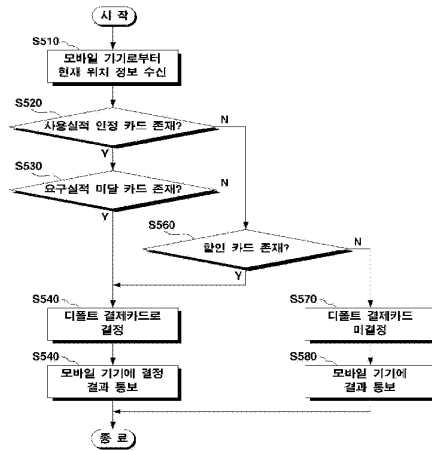 시 작
S510
모바일 기기로부터
현재 위치 정보 수신
S520
사용실적 인정 카드 존재?
N
Y
S530
요구실적 미달 카드 존재?
N
Y
S560
할인 카드 존재?
N
Y
S540
디폴트 결제카드로
결정
S570
디폴트 결제카드
미결정
S540
모바일 기기에 결정
결과 통보
S580
모바일 기기에
결과 통보
종 료